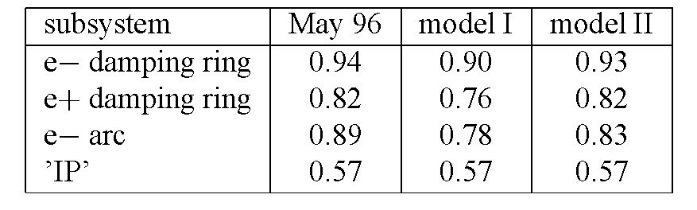 subsystem May 96 model I model II
e− damping ring 0.94 0.90 0.93
e+ damping ring 0.82 0.76 0.82
e− arc 0.89 0.78 0.83
’IP’ 0.57 0.57 0.57